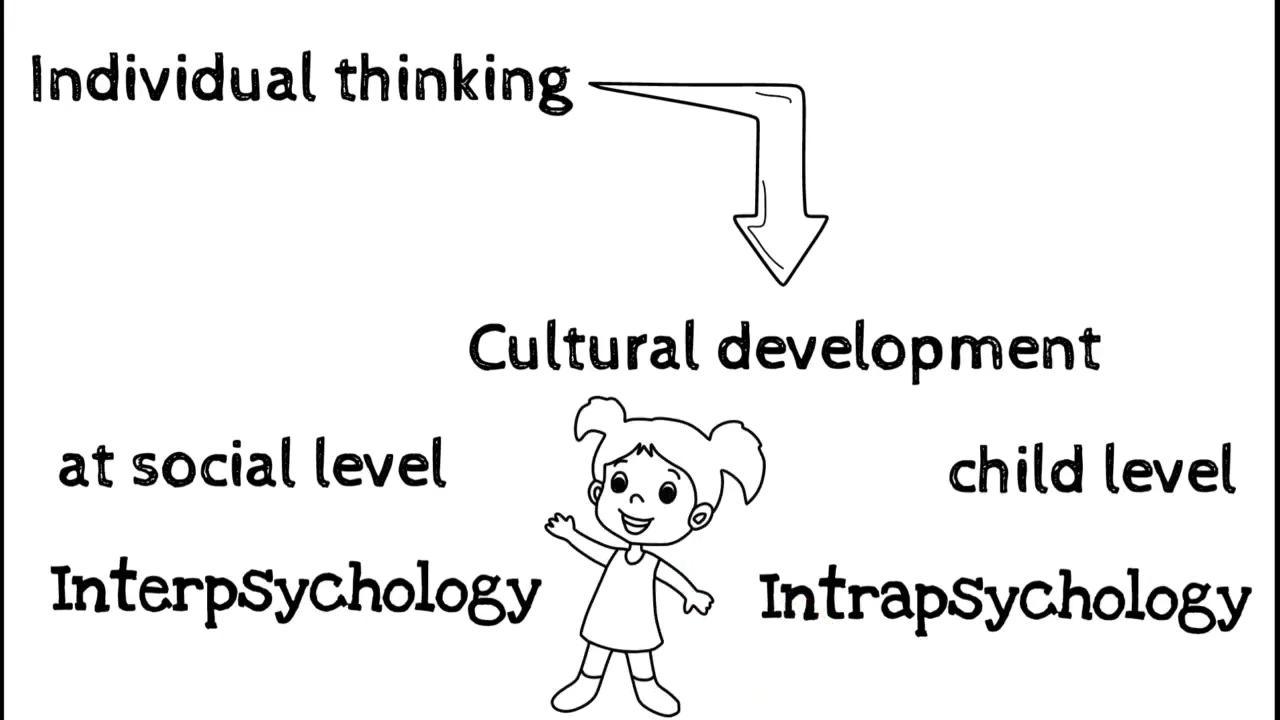 Individual thinking
Cultural development
at social level
child level
Interpsychology
Intrapsychology